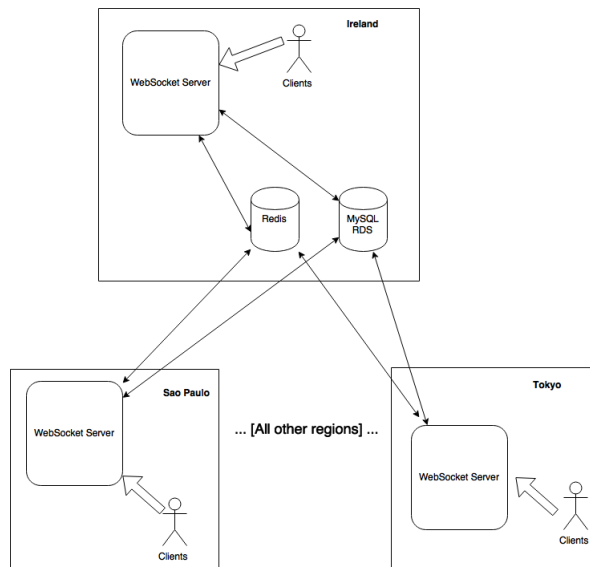 Ireland
WebSocket Server
Clients
Redis
MySQL
RDS
Sao Paulo
WebSocket Server
Clients
... [All other regions] ...
Tokyo
WebSocket Server
Clients